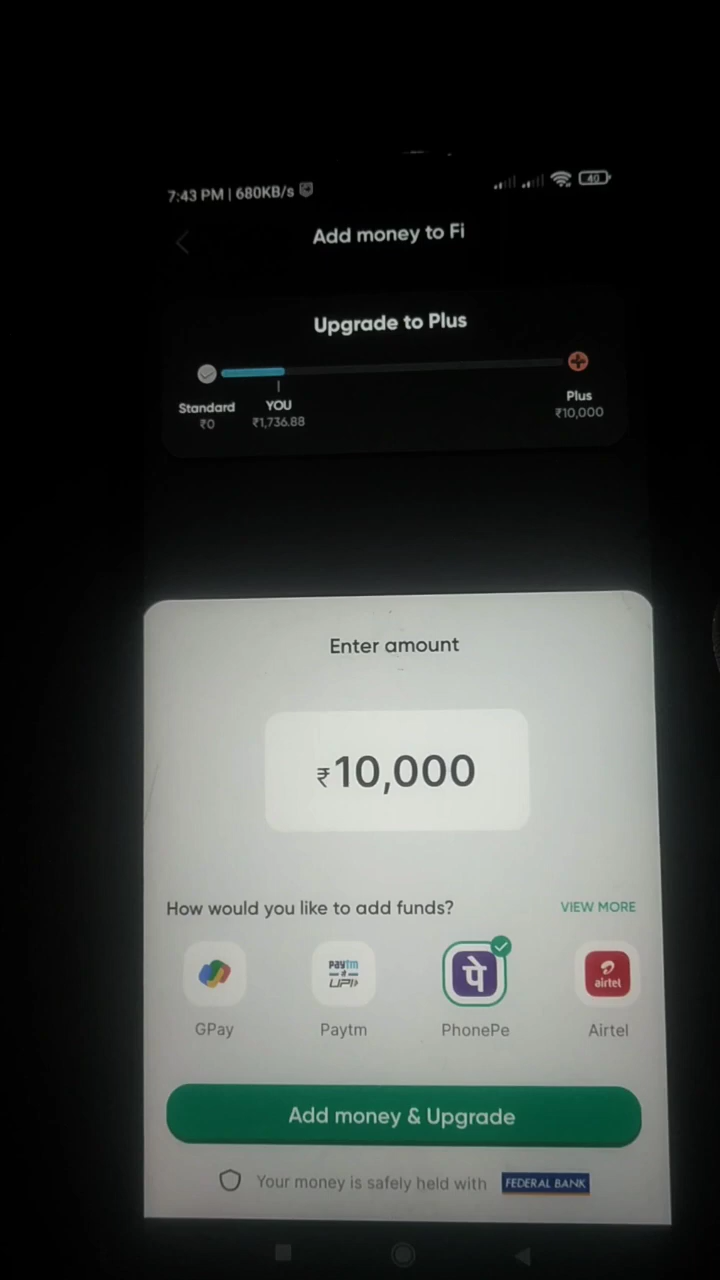 7:43 PM | 680KB/s
40
Add money to Fi
Upgrade to Plus
Standard
₹0
YOU
₹1,736.88
Plus
₹10,000
Enter amount
₹10,000
How would you like to add funds?
VIEW MORE
Paytm
UPI
पे
airtel
GPay
Paytm
PhonePe
Airtel
Add money & Upgrade
Your money is safely held with FEDERAL BANK